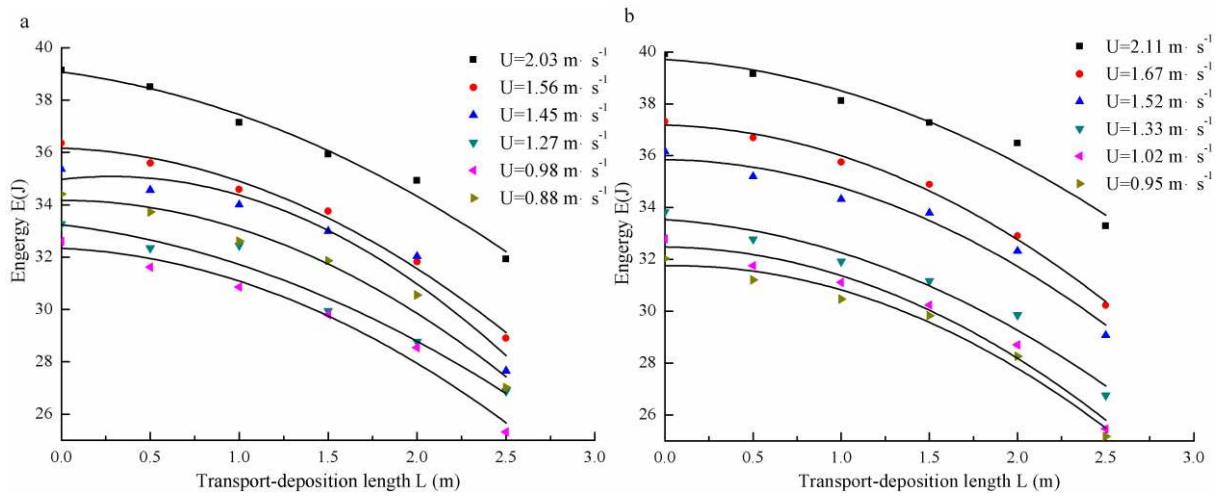 a
40
38
36
34
32
30
28
26
Engergy E(J)
0.0 0.5 1.0 1.5 2.0 2.5 3.0
Transport-deposition length L (m)
U=2.03 m· s⁻¹
U=1.56 m· s⁻¹
U=1.45 m· s⁻¹
U=1.27 m· s⁻¹
U=0.98 m· s⁻¹
U=0.88 m· s⁻¹
b
40
38
36
34
32
30
28
26
Engergy E(J)
0.0 0.5 1.0 1.5 2.0 2.5 3.0
Transport-deposition length L (m)
U=2.11 m· s⁻¹
U=1.67 m· s⁻¹
U=1.52 m· s⁻¹
U=1.33 m· s⁻¹
U=1.02 m· s⁻¹
U=0.95 m· s⁻¹